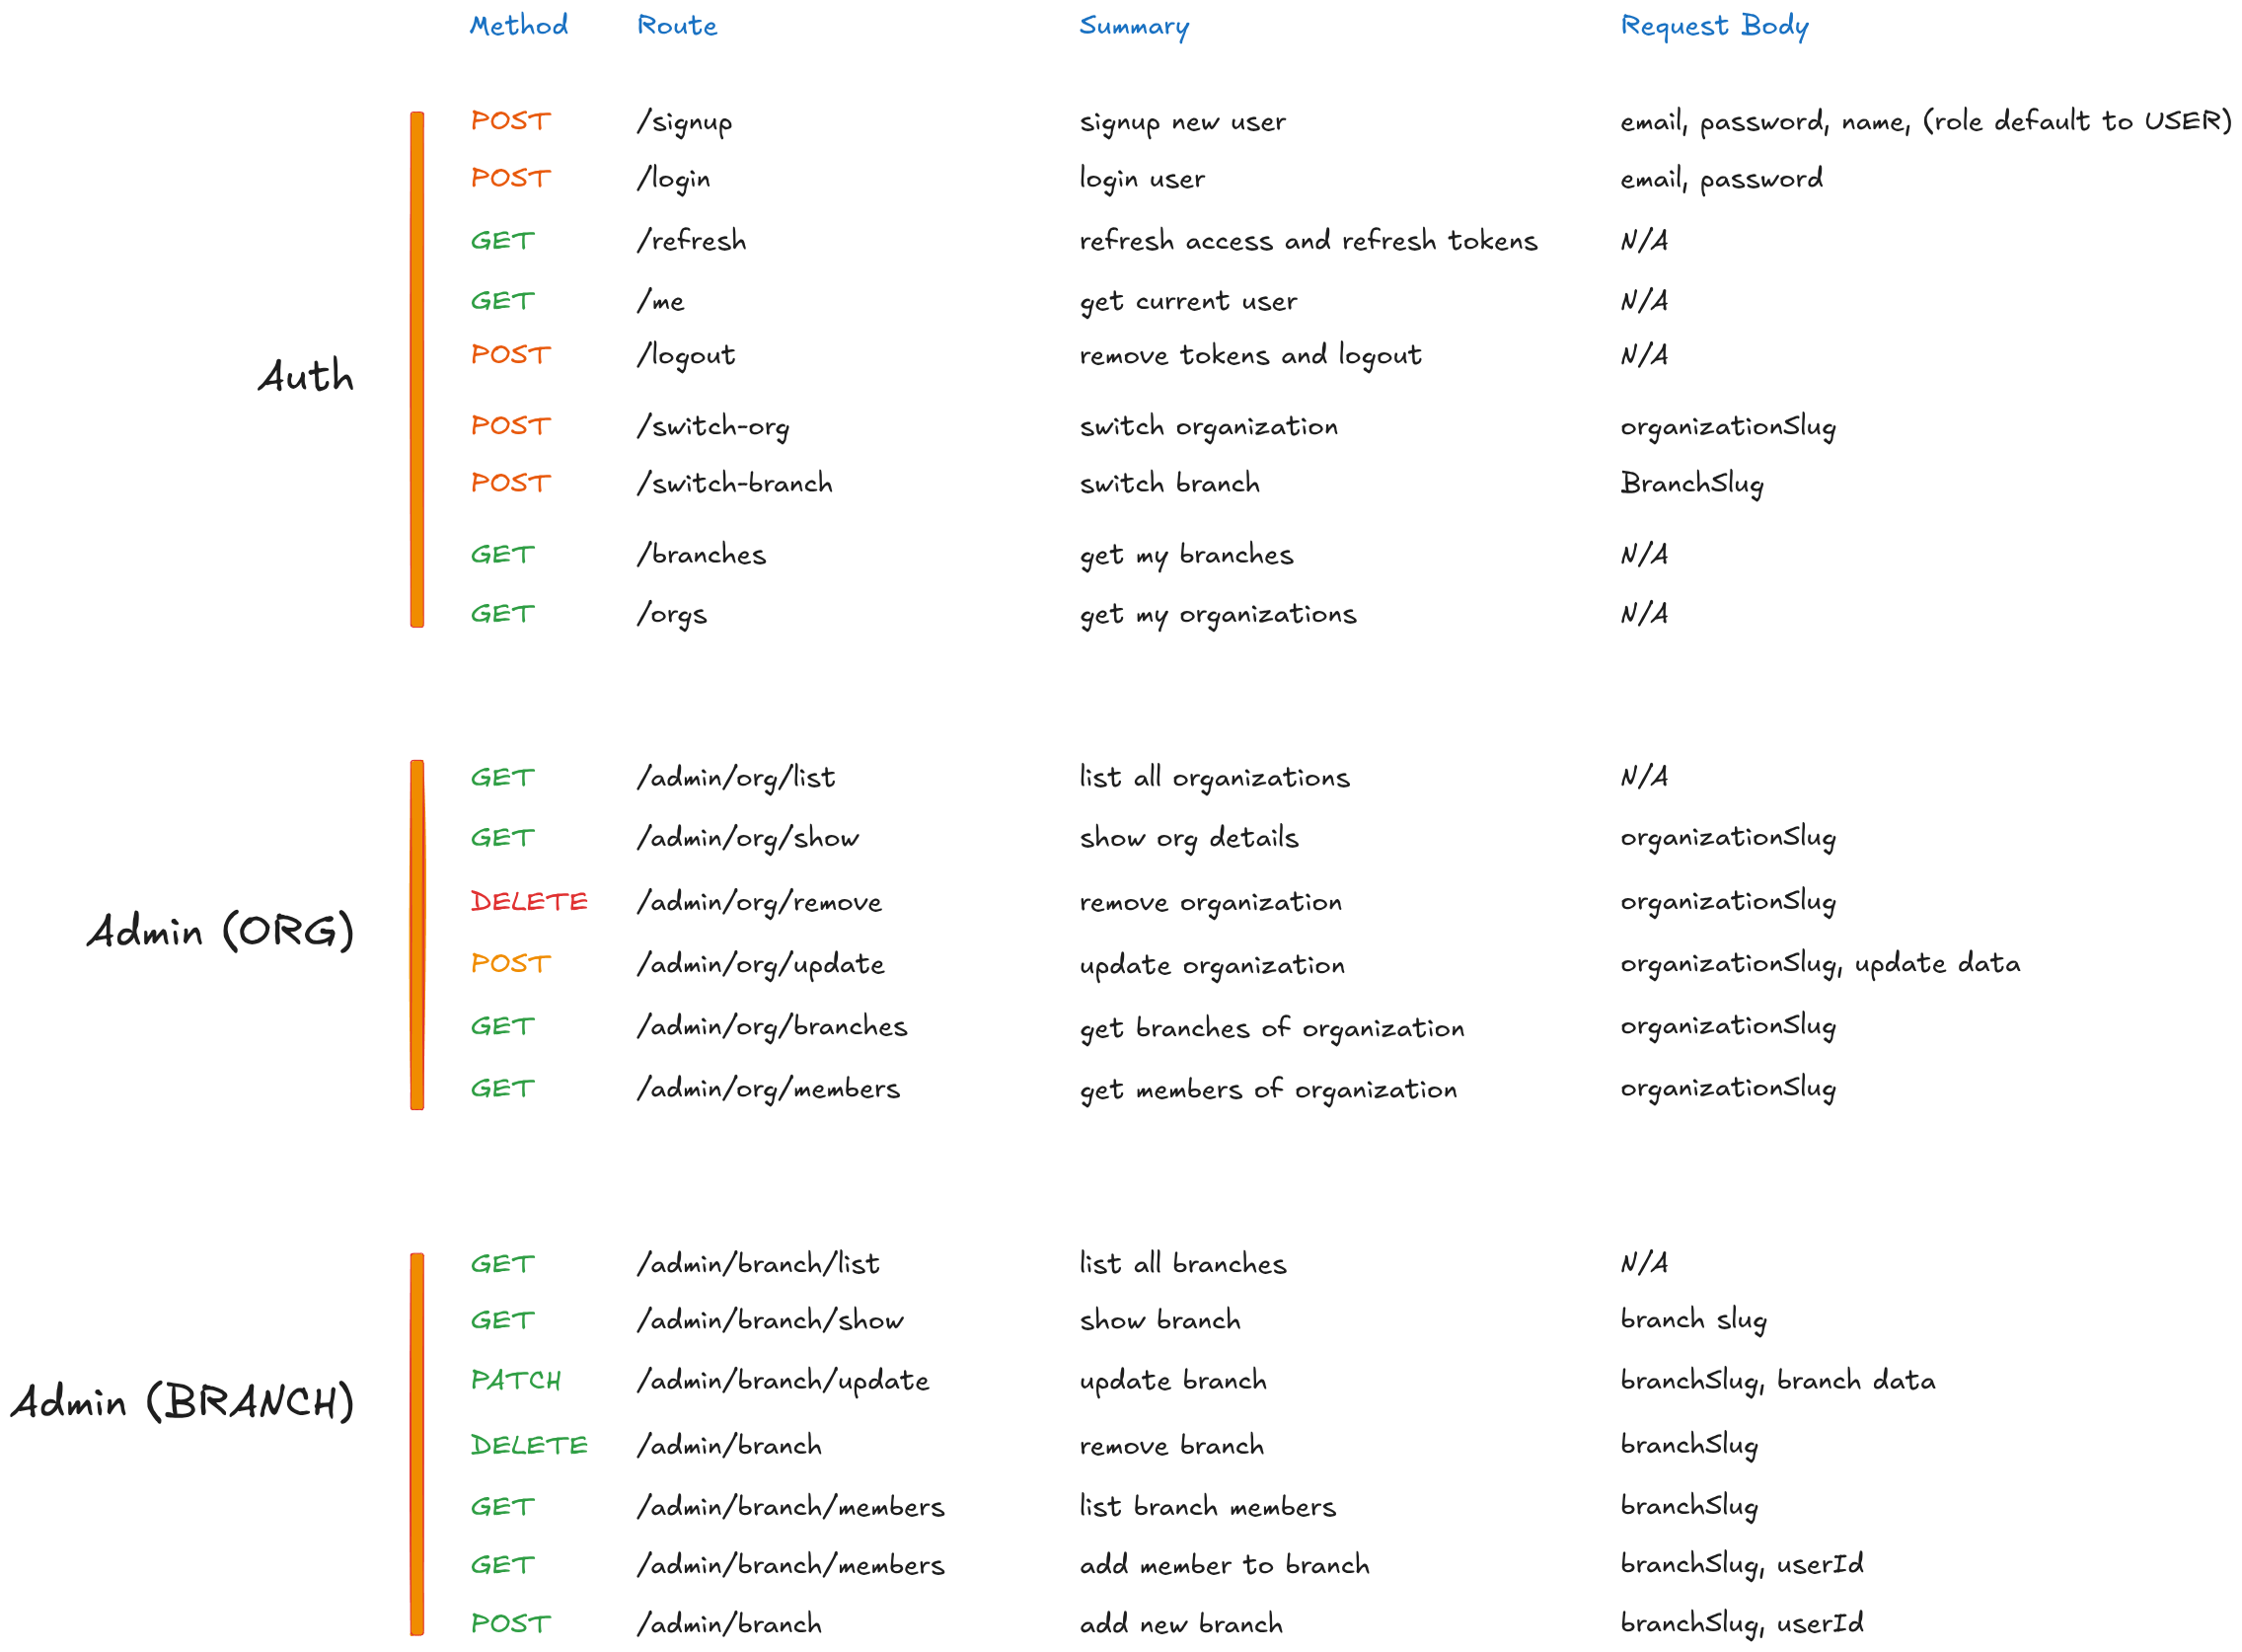 Method Route Summary Request Body
POST /signup signup new user email, password, name, (role default to USER)
POST /login login user email, password
GET /refresh refresh access and refresh tokens N/A
GET /me get current user N/A
Auth POST /logout remove tokens and logout N/A
POST /switch-org switch organization organizationSlug
POST /switch-branch switch branch BranchSlug
GET /branches get my branches N/A
GET /orgs get my organizations N/A
GET /admin/org/list list all organizations N/A
GET /admin/org/show show org details organizationSlug
DELETE /admin/org/remove remove organization organizationSlug
Admin (ORG) POST /admin/org/update update organization organizationSlug, update data
GET /admin/org/branches get branches of organization organizationSlug
GET /admin/org/members get members of organization organizationSlug
GET /admin/branch/list list all branches N/A
GET /admin/branch/show show branch branch slug
Admin (BRANCH) PATCH /admin/branch/update update branch branchSlug, branch data
DELETE /admin/branch remove branch branchSlug
GET /admin/branch/members list branch members branchSlug
GET /admin/branch/members add member to branch branchSlug, userId
POST /admin/branch add new branch branchSlug, userId